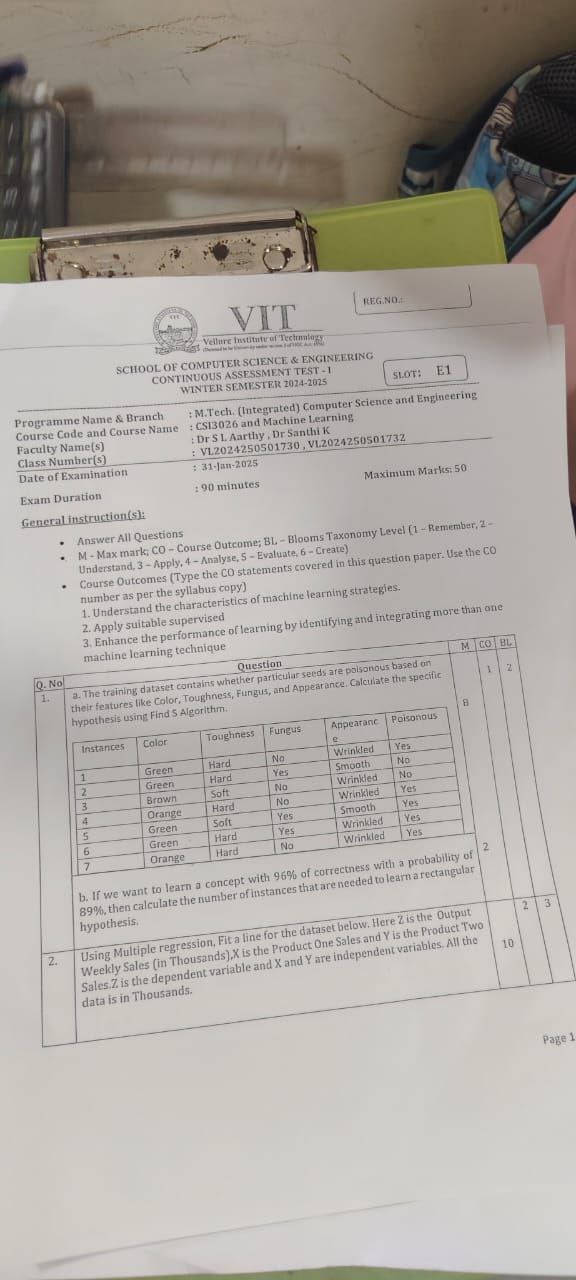 REG.NO.:
VIT
Vellore Institute of Technology
(Deemed to be University under section 3 of UGC Act, 1956)
SCHOOL OF COMPUTER SCIENCE & ENGINEERING
CONTINUOUS ASSESSMENT TEST - I
WINTER SEMESTER 2024-2025
SLOT: E1
Programme Name & Branch : M.Tech. (Integrated) Computer Science and Engineering
Course Code and Course Name : CSI3026 and Machine Learning
Faculty Name(s) : Dr S L Aarthy , Dr Santhi K
Class Number(s) : VL2024250501730 , VL2024250501732
Date of Examination : 31-Jan-2025
Exam Duration : 90 minutes Maximum Marks: 50
General instruction(s):
• Answer All Questions
• M - Max mark; CO – Course Outcome; BL – Blooms Taxonomy Level (1 – Remember, 2 –
Understand, 3 – Apply, 4 – Analyse, 5 – Evaluate, 6 – Create)
• Course Outcomes (Type the CO statements covered in this question paper. Use the CO
number as per the syllabus copy)
1. Understand the characteristics of machine learning strategies.
2. Apply suitable supervised
3. Enhance the performance of learning by identifying and integrating more than one
machine learning technique
Q. No Question M CO BL
1. a. The training dataset contains whether particular seeds are poisonous based on 1 2
their features like Color, Toughness, Fungus, and Appearance. Calculate the specific
hypothesis using Find S Algorithm. 8
Instances Color Toughness Fungus Appearanc Poisonous
e
1 Green Hard No Wrinkled Yes
2 Green Hard Yes Smooth No
3 Brown Soft No Wrinkled No
4 Orange Hard No Wrinkled Yes
5 Green Soft Yes Smooth Yes
6 Green Hard Yes Wrinkled Yes
7 Orange Hard No Wrinkled Yes
b. If we want to learn a concept with 96% of correctness with a probability of 2
89%, then calculate the number of instances that are needed to learn a rectangular
hypothesis.
2. Using Multiple regression, Fit a line for the dataset below. Here Z is the Output 2 3
Weekly Sales (in Thousands),X is the Product One Sales and Y is the Product Two
Sales.Z is the dependent variable and X and Y are independent variables. All the 10
data is in Thousands.
Page 1